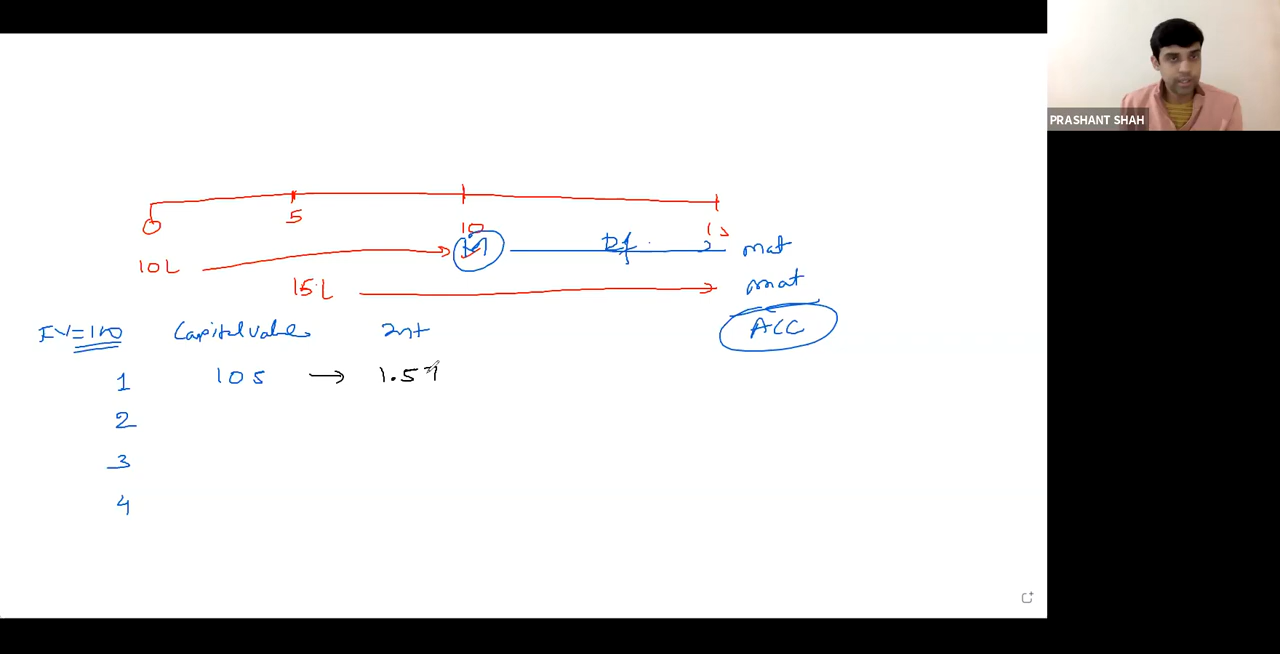 PRASHANT SHAH
0 5 10
10L mat
15L mat
FV=100 Capital value Int ACC
1 105 → 1.5
2
3
4